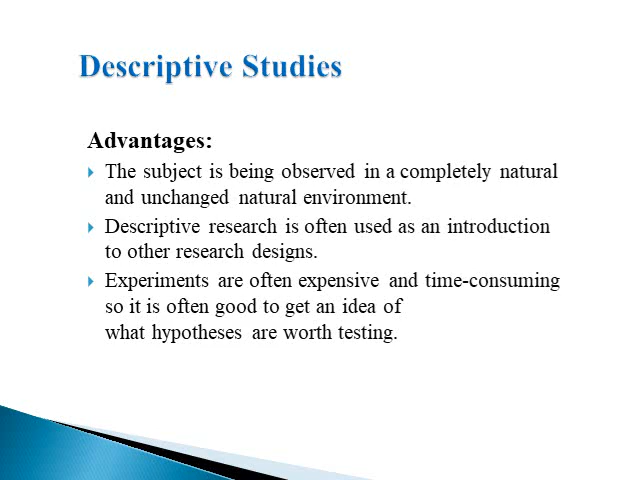 Descriptive Studies
Advantages:
The subject is being observed in a completely natural
and unchanged natural environment.
Descriptive research is often used as an introduction
to other research designs.
Experiments are often expensive and time-consuming
so it is often good to get an idea of
what hypotheses are worth testing.